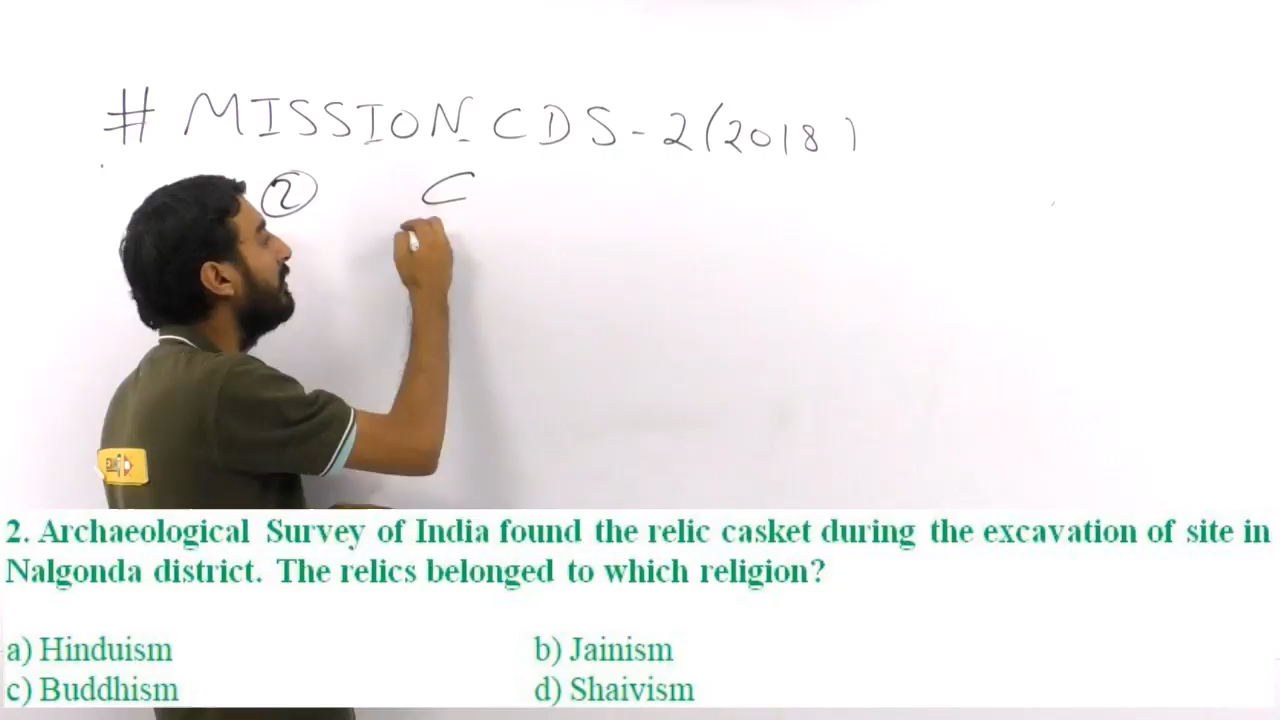 # MISSION CDS-2 (2018)
2 C
2. Archaeological Survey of India found the relic casket during the excavation of site in
Nalgonda district. The relics belonged to which religion?
a) Hinduism b) Jainism
c) Buddhism d) Shaivism